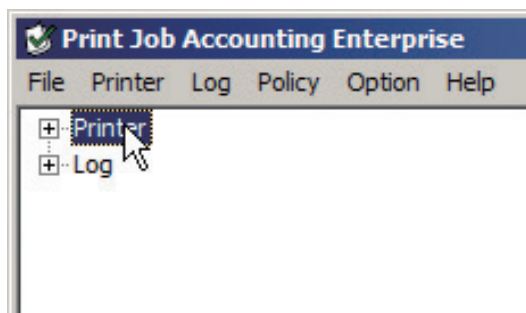 Print Job Accounting Enterprise
File Printer Log Policy Option Help
Printer
Log